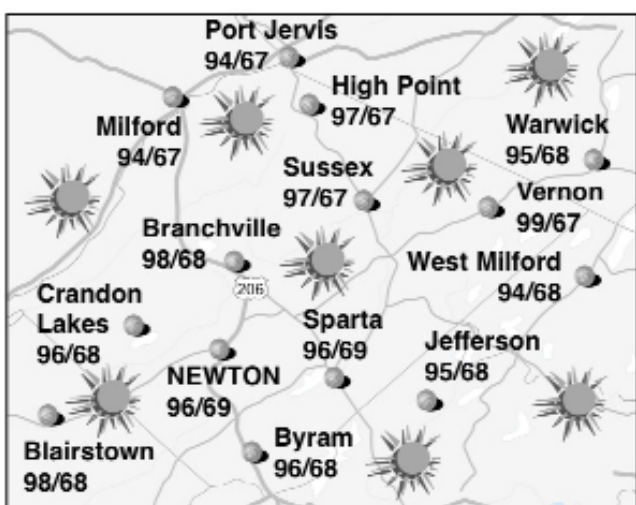 Port Jervis
94/67
High Point
97/67
Milford
94/67
Warwick
95/68
Sussex
97/67
Vernon
99/67
Branchville
98/68
West Milford
94/68
206
Crandon
Lakes
96/68
Sparta
96/69
Jefferson
95/68
NEWTON
96/69
Blairstown
98/68
Byram
96/68